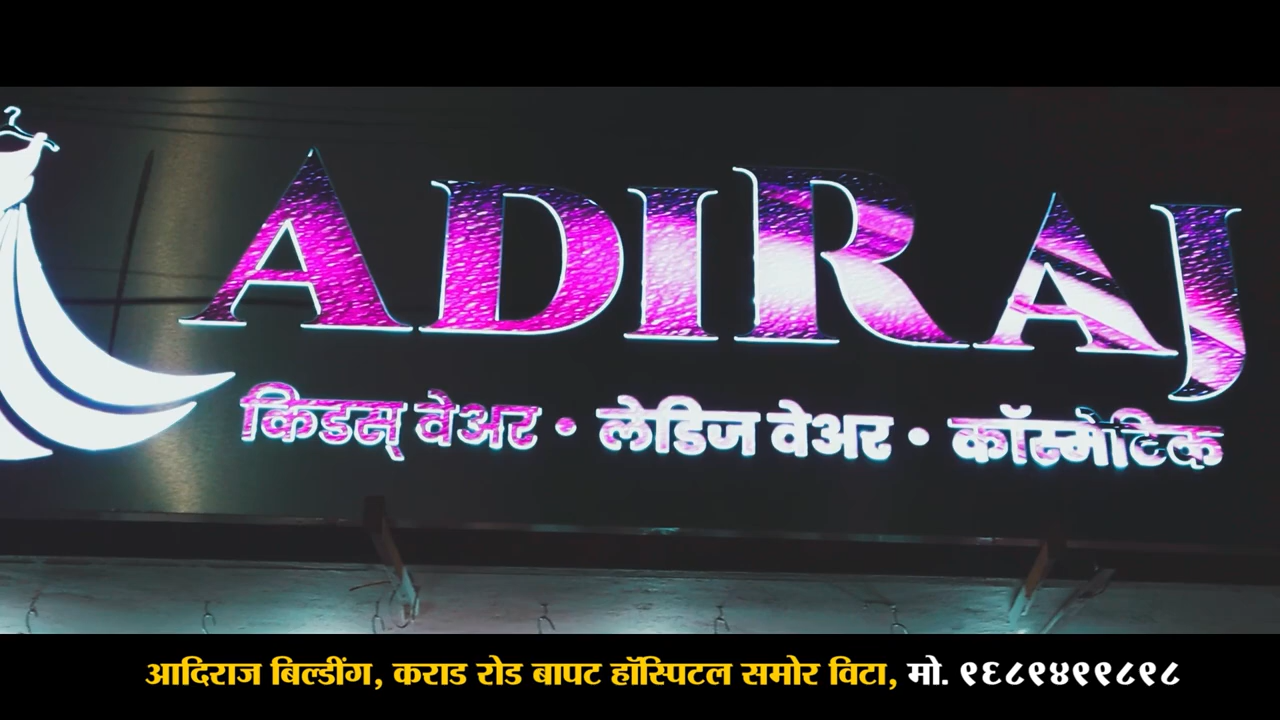 ADIRAJ
किडस् वेअर • लेडिज वेअर • कॉस्मेटिक
आदिराज बिल्डींग, कराड रोड बापट हॉस्पिटल समोर विटा, मो. ९६८९४९९८९८